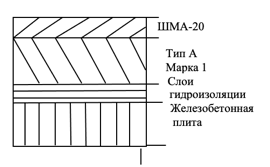 ШМА-20
Тип А
Марка 1
Слои
гидроизоляции
Железобетонная
плита